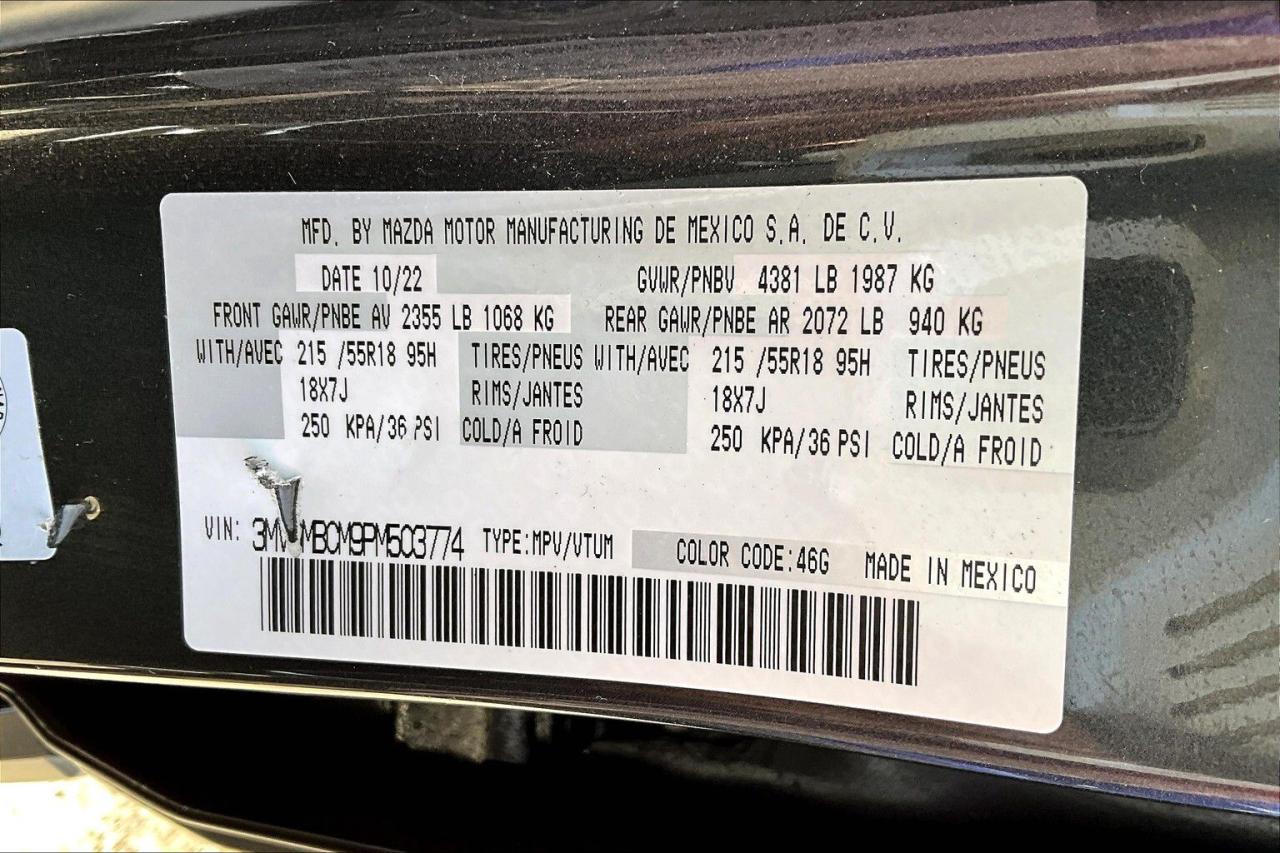 MFD. BY MAZDA MOTOR MANUFACTURING DE MEXICO S.A. DE C.V.
DATE 10/22 GVWR/PNBV 4381 LB 1987 KG
FRONT GAWR/PNBE AV 2355 LB 1068 KG REAR GAWR/PNBE AR 2072 LB 940 KG
WITH/AVEC 215 /55R18 95H TIRES/PNEUS WITH/AVEC 215 /55R18 95H TIRES/PNEUS
18X7J RIMS/JANTES 18X7J RIMS/JANTES
250 KPA/36 PSI COLD/A FROID 250 KPA/36 PSI COLD/A FROID
VIN: TYPE:MPV/VTUM COLOR CODE:46G MADE IN MEXICO